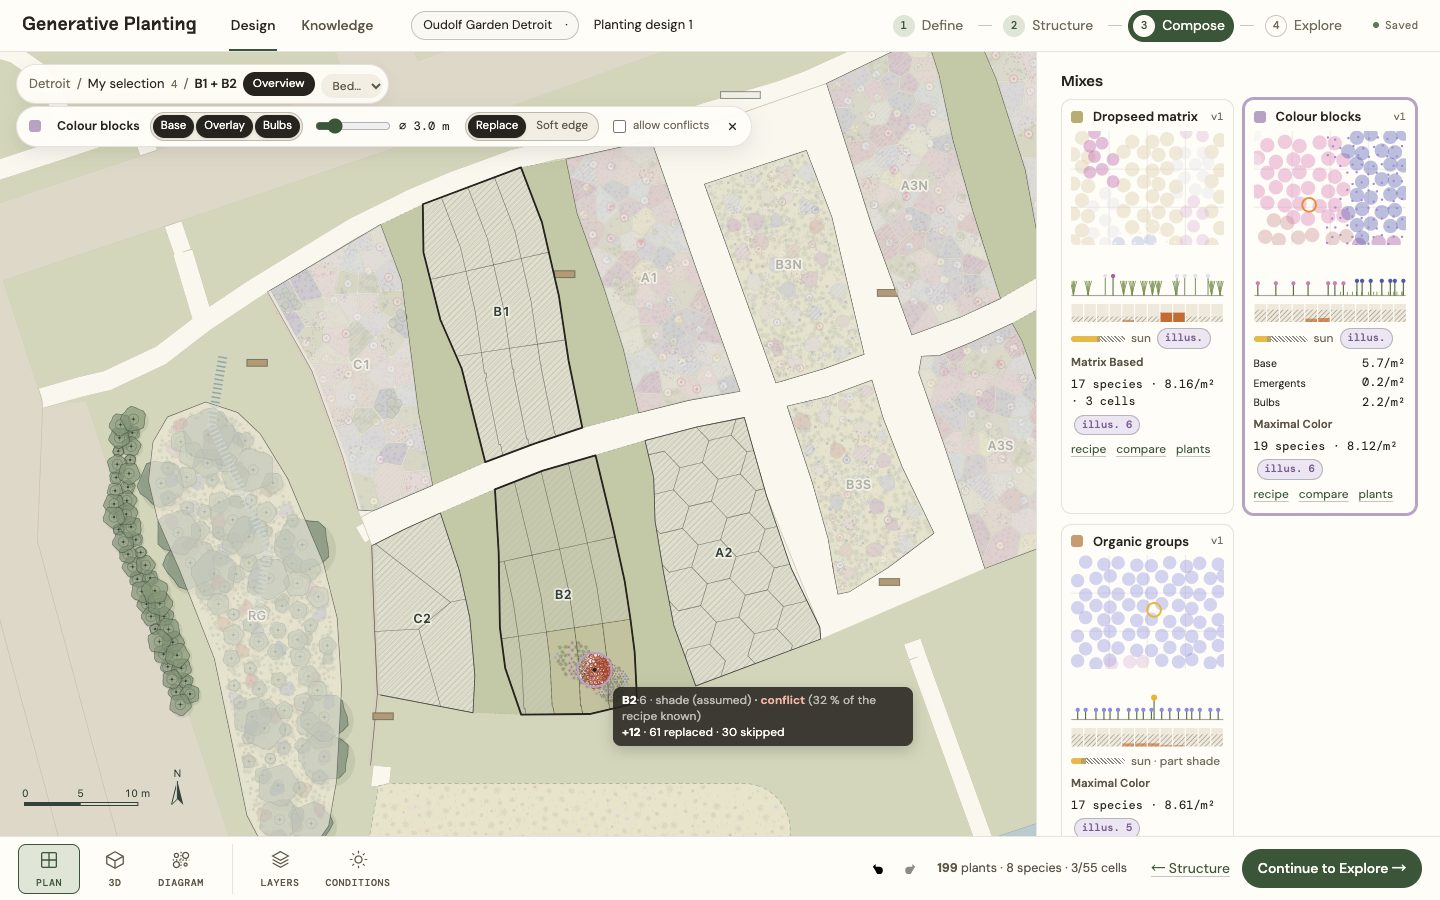 Generative Planting
Design
Knowledge
Oudolf Garden Detroit ·
Planting design 1
1 Define
2 Structure
3 Compose
4 Explore
Saved
Detroit / My selection 4 / B1 + B2
Overview
Bed...
Colour blocks
Base
Overlay
Bulbs
⌀ 3.0 m
Replace
Soft edge
allow conflicts
×
A3N
B3N
A1
B1
C1
A3S
B3S
A2
B2
C2
RG
B2·6 · shade (assumed) · conflict (32 % of the
recipe known)
+12 · 61 replaced · 30 skipped
0 5 10 m
N
Mixes
Dropseed matrix v1
sun illus.
Matrix Based
17 species · 8.16/m²
· 3 cells
illus. 6
recipe compare plants
Colour blocks v1
sun illus.
Base 5.7/m²
Emergents 0.2/m²
Bulbs 2.2/m²
Maximal Color
19 species · 8.12/m²
illus. 6
recipe compare plants
Organic groups v1
sun · part shade
Maximal Color
17 species · 8.61/m²
illus. 5
PLAN
3D
DIAGRAM
LAYERS
CONDITIONS
199 plants · 8 species · 3/55 cells
← Structure
Continue to Explore →